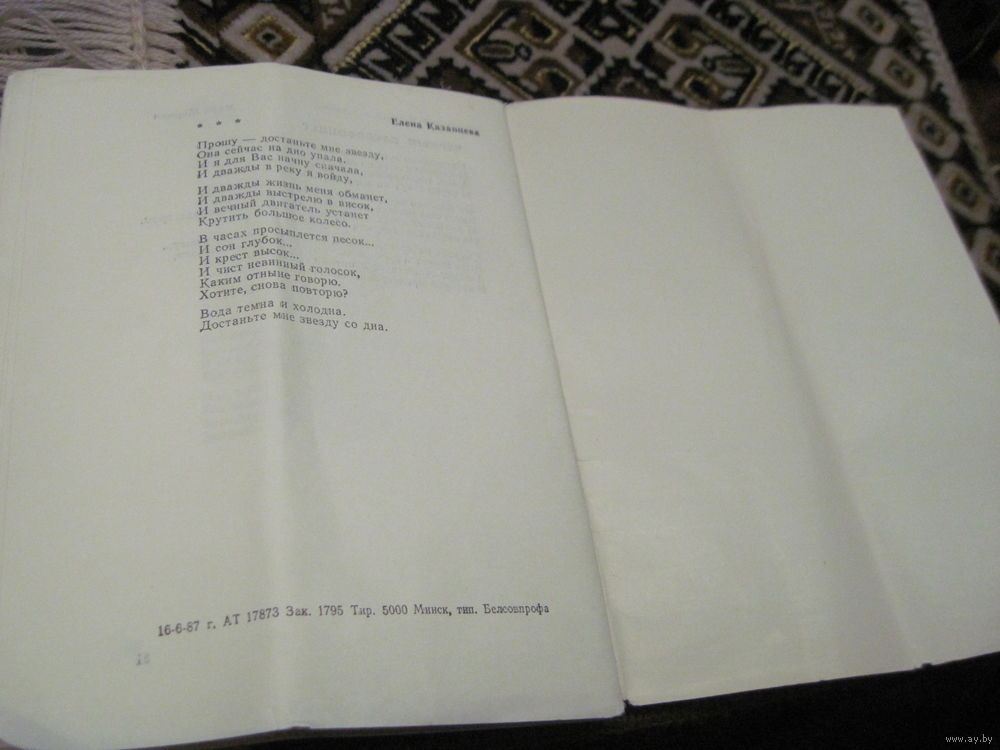 Елена Казанцева
* * *
Прошу — достаньте мне звезду,
Она сейчас на дно упала.
И я для Вас начну сначала,
И дважды в реку я войду,
И дважды жизнь меня обманет,
И дважды выстрелю в висок,
И вечный двигатель устанет
Крутить большое колесо.
В часах просыплется песок...
И сон глубок...
И крест высок...
И чист невинный голосок,
Каким отныне говорю.
Хотите, снова повторю?
Вода темна и холодна.
Достаньте мне звезду со дна.
16-6-87 г. АТ 17873 Зак. 1795 Тир. 5000 Минск, тип. Белсовпрофа
www.ay.by